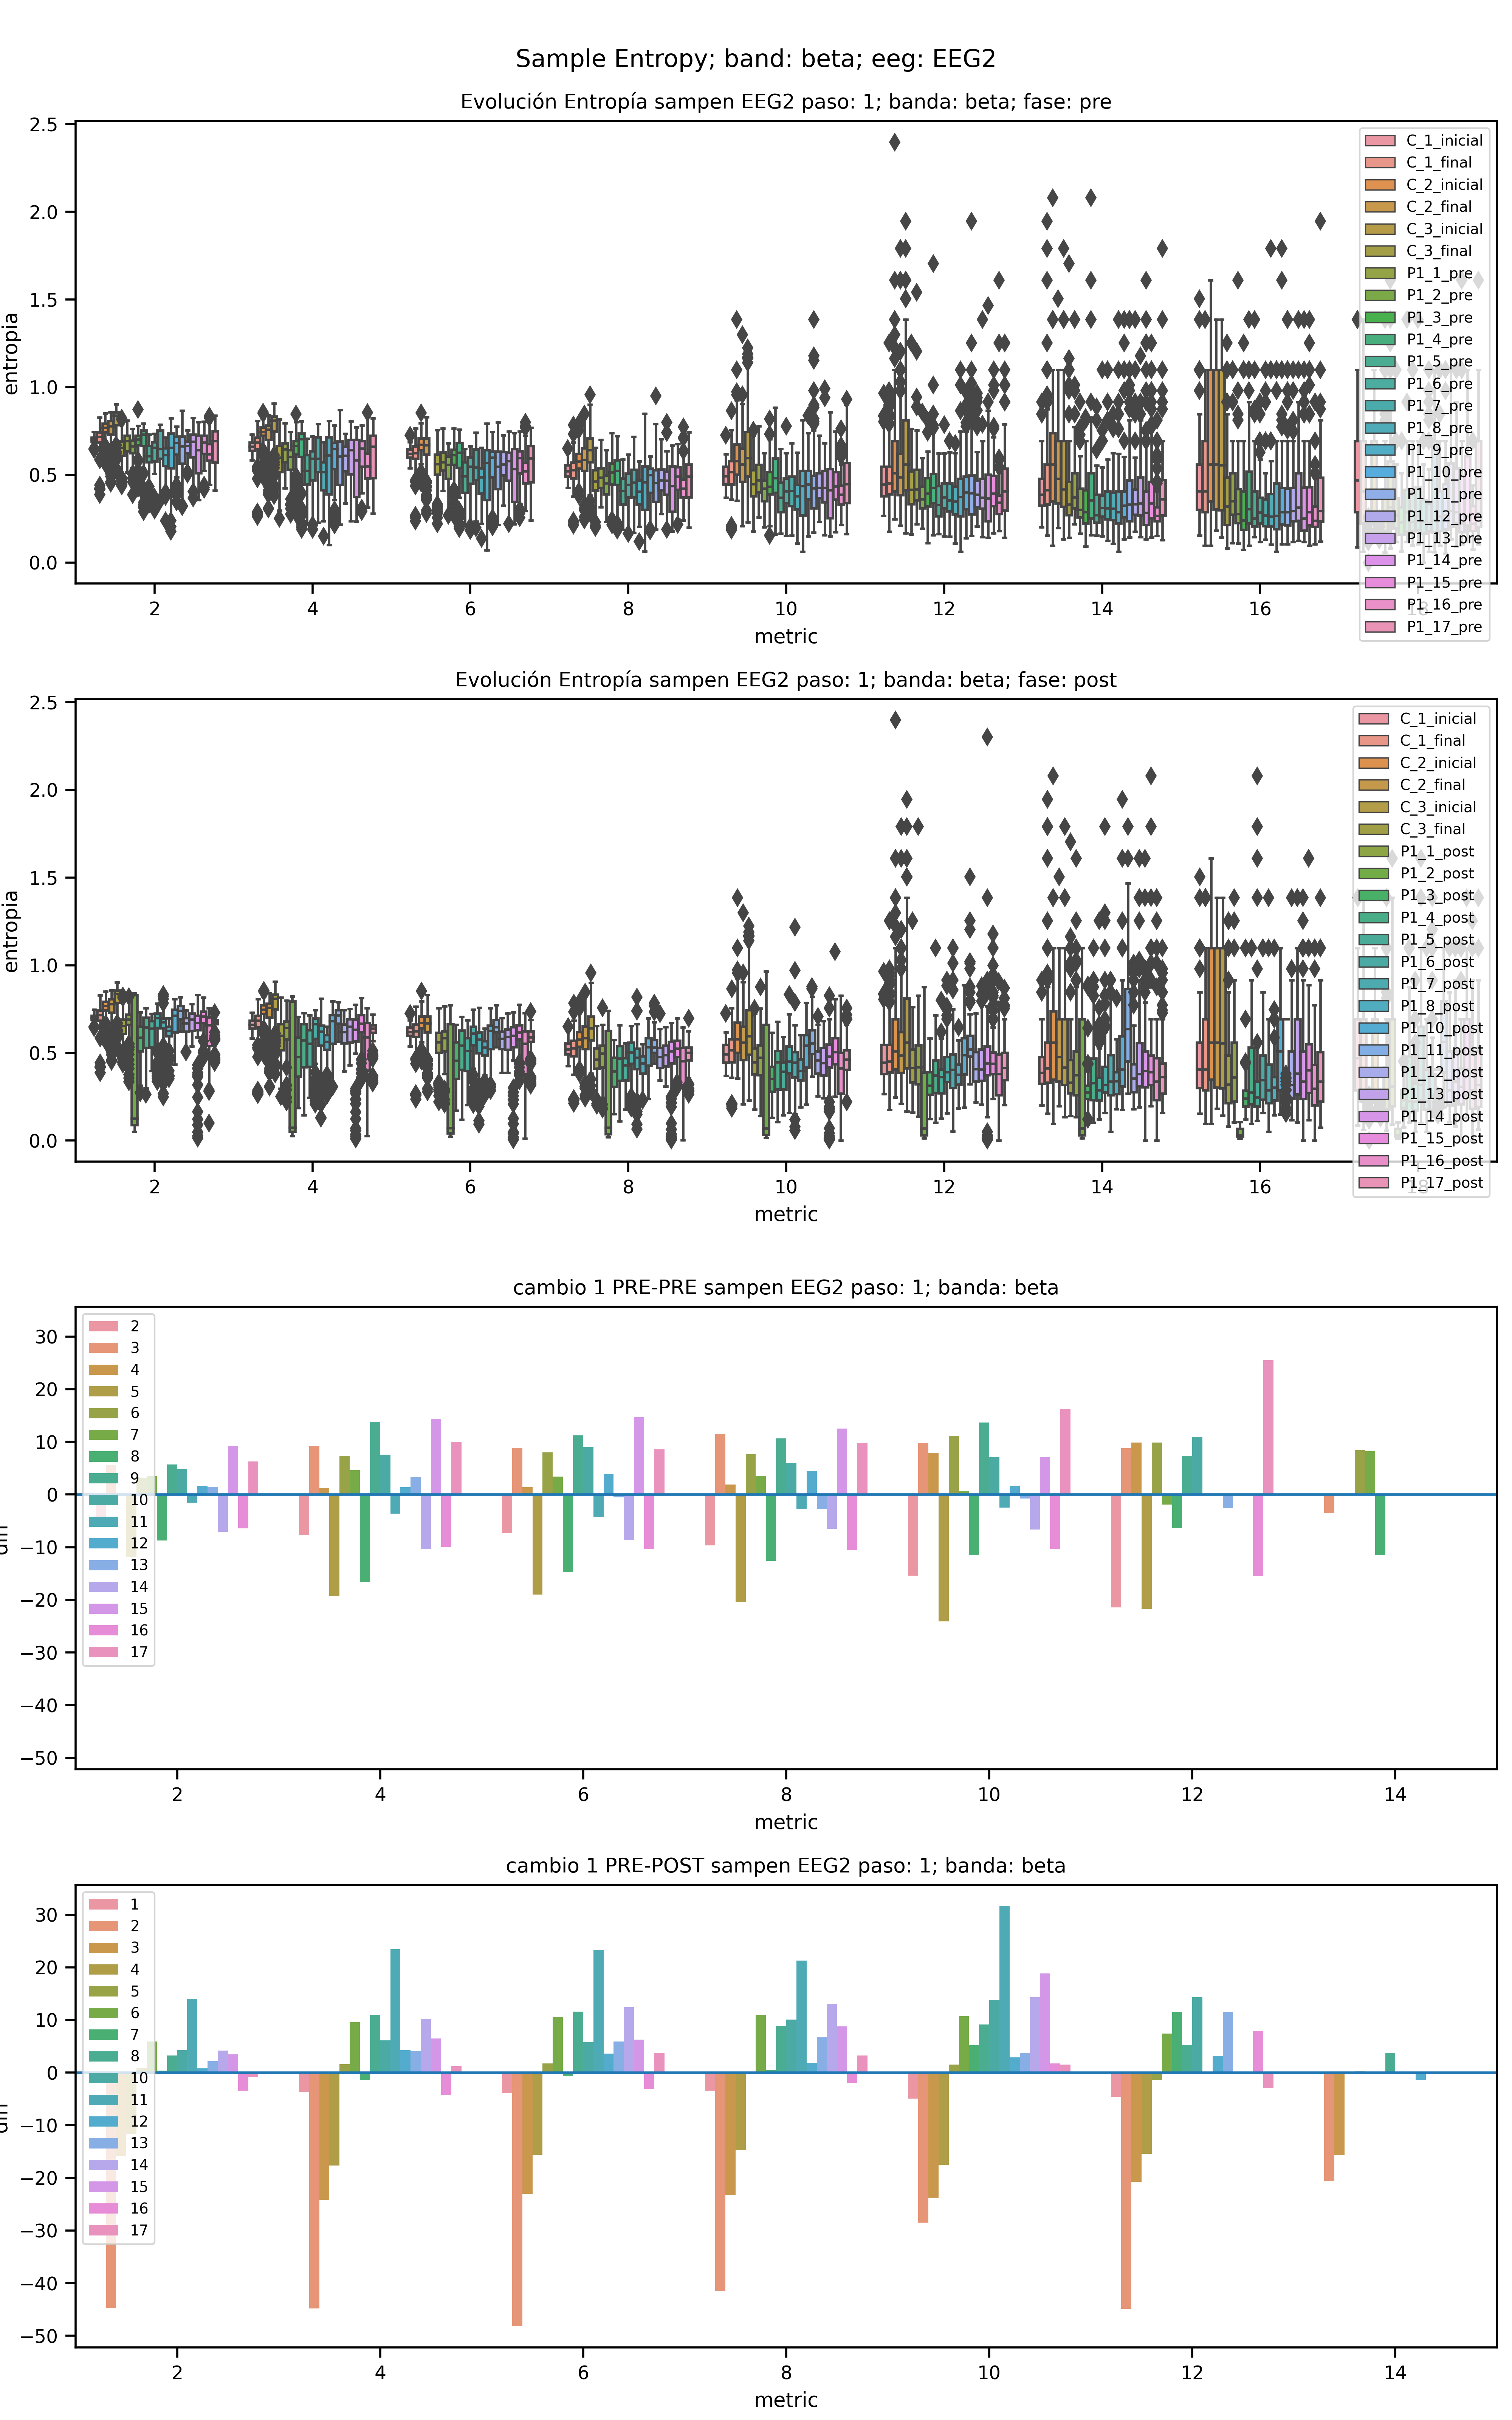 Sample Entropy; band: beta; eeg: EEG2
Evolución Entropía sampen EEG2 paso: 1; banda: beta; fase: pre
2.5
2.0
1.5
1.0
0.5
0.0
entropia
C_1_inicial
C_1_final
C_2_inicial
C_2_final
C_3_inicial
C_3_final
P1_1_pre
P1_2_pre
P1_3_pre
P1_4_pre
P1_5_pre
P1_6_pre
P1_7_pre
P1_8_pre
P1_9_pre
P1_10_pre
P1_11_pre
P1_12_pre
P1_13_pre
P1_14_pre
P1_15_pre
P1_16_pre
P1_17_pre
2 4 6 8 10 12 14 16 18
metric
Evolución Entropía sampen EEG2 paso: 1; banda: beta; fase: post
2.5
2.0
1.5
1.0
0.5
0.0
entropia
C_1_inicial
C_1_final
C_2_inicial
C_2_final
C_3_inicial
C_3_final
P1_1_post
P1_2_post
P1_3_post
P1_4_post
P1_5_post
P1_6_post
P1_7_post
P1_8_post
P1_10_post
P1_11_post
P1_12_post
P1_13_post
P1_14_post
P1_15_post
P1_16_post
P1_17_post
2 4 6 8 10 12 14 16 18
metric
cambio 1 PRE-PRE sampen EEG2 paso: 1; banda: beta
30
20
10
0
−10
−20
−30
−40
−50
2
3
4
5
6
7
8
9
10
11
12
13
14
15
16
17
2 4 6 8 10 12 14
metric
cambio 1 PRE-POST sampen EEG2 paso: 1; banda: beta
30
20
10
0
−10
−20
−30
−40
−50
1
2
3
4
5
6
7
8
10
11
12
13
14
15
16
17
2 4 6 8 10 12 14
metric